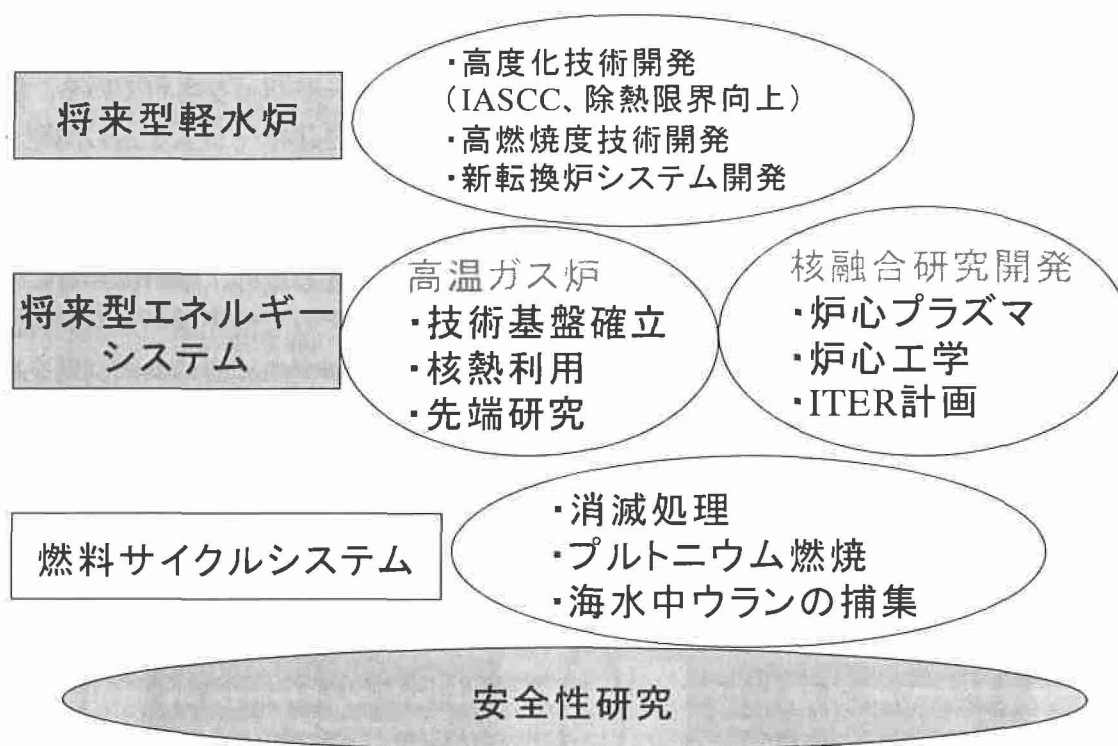 将来型軽水炉
・高度化技術開発
(IASCC、除熱限界向上)
・高燃焼度技術開発
・新転換炉システム開発
将来型エネルギー
システム
高温ガス炉
・技術基盤確立
・核熱利用
・先端研究
核融合研究開発
・炉心プラズマ
・炉心工学
・ITER計画
燃料サイクルシステム
・消滅処理
・プルトニウム燃焼
・海水中ウランの捕集
安全性研究